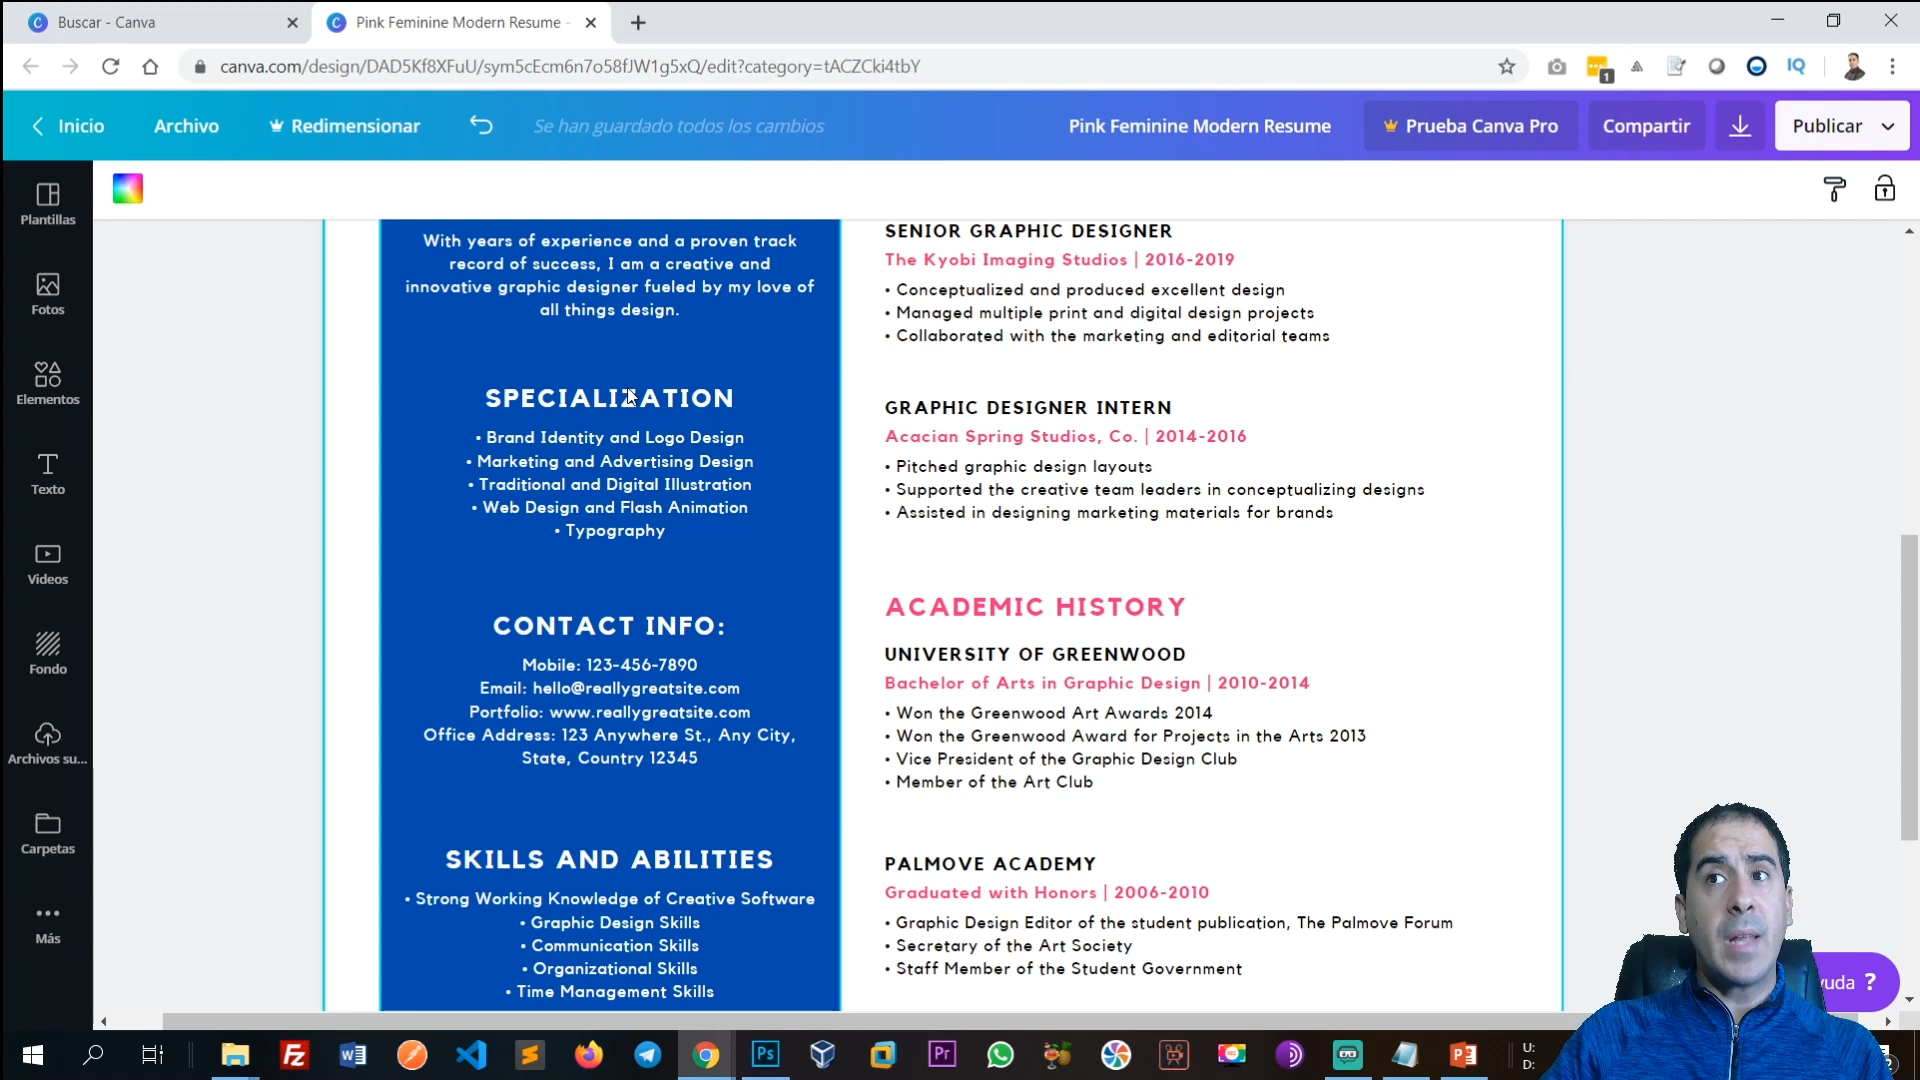 Buscar - Canva
Pink Feminine Modern Resume -
canva.com/design/DAD5Kf8XFuU/sym5cEcm6n7o58fJW1g5xQ/edit?category=tACZCki4tbY
1
IQ
Inicio
Archivo
Redimensionar
Se han guardado todos los cambios
Pink Feminine Modern Resume
Prueba Canva Pro
Compartir
Publicar
Plantillas
Fotos
Elementos
Texto
Videos
Fondo
Archivos su...
Carpetas
Más
With years of experience and a proven track
record of success, I am a creative and
innovative graphic designer fueled by my love of
all things design.
SPECIALIZATION
• Brand Identity and Logo Design
• Marketing and Advertising Design
• Traditional and Digital Illustration
• Web Design and Flash Animation
• Typography
CONTACT INFO:
Mobile: 123-456-7890
Email: hello@reallygreatsite.com
Portfolio: www.reallygreatsite.com
Office Address: 123 Anywhere St., Any City,
State, Country 12345
SKILLS AND ABILITIES
• Strong Working Knowledge of Creative Software
• Graphic Design Skills
• Communication Skills
• Organizational Skills
• Time Management Skills
SENIOR GRAPHIC DESIGNER
The Kyobi Imaging Studios | 2016-2019
• Conceptualized and produced excellent design
• Managed multiple print and digital design projects
• Collaborated with the marketing and editorial teams
GRAPHIC DESIGNER INTERN
Acacian Spring Studios, Co. | 2014-2016
• Pitched graphic design layouts
• Supported the creative team leaders in conceptualizing designs
• Assisted in designing marketing materials for brands
ACADEMIC HISTORY
UNIVERSITY OF GREENWOOD
Bachelor of Arts in Graphic Design | 2010-2014
• Won the Greenwood Art Awards 2014
• Won the Greenwood Award for Projects in the Arts 2013
• Vice President of the Graphic Design Club
• Member of the Art Club
PALMOVE ACADEMY
Graduated with Honors | 2006-2010
• Graphic Design Editor of the student publication, The Palmove Forum
• Secretary of the Art Society
• Staff Member of the Student Government
yuda ?
Fz
W
Ps
Pr
P
U:
D:
2